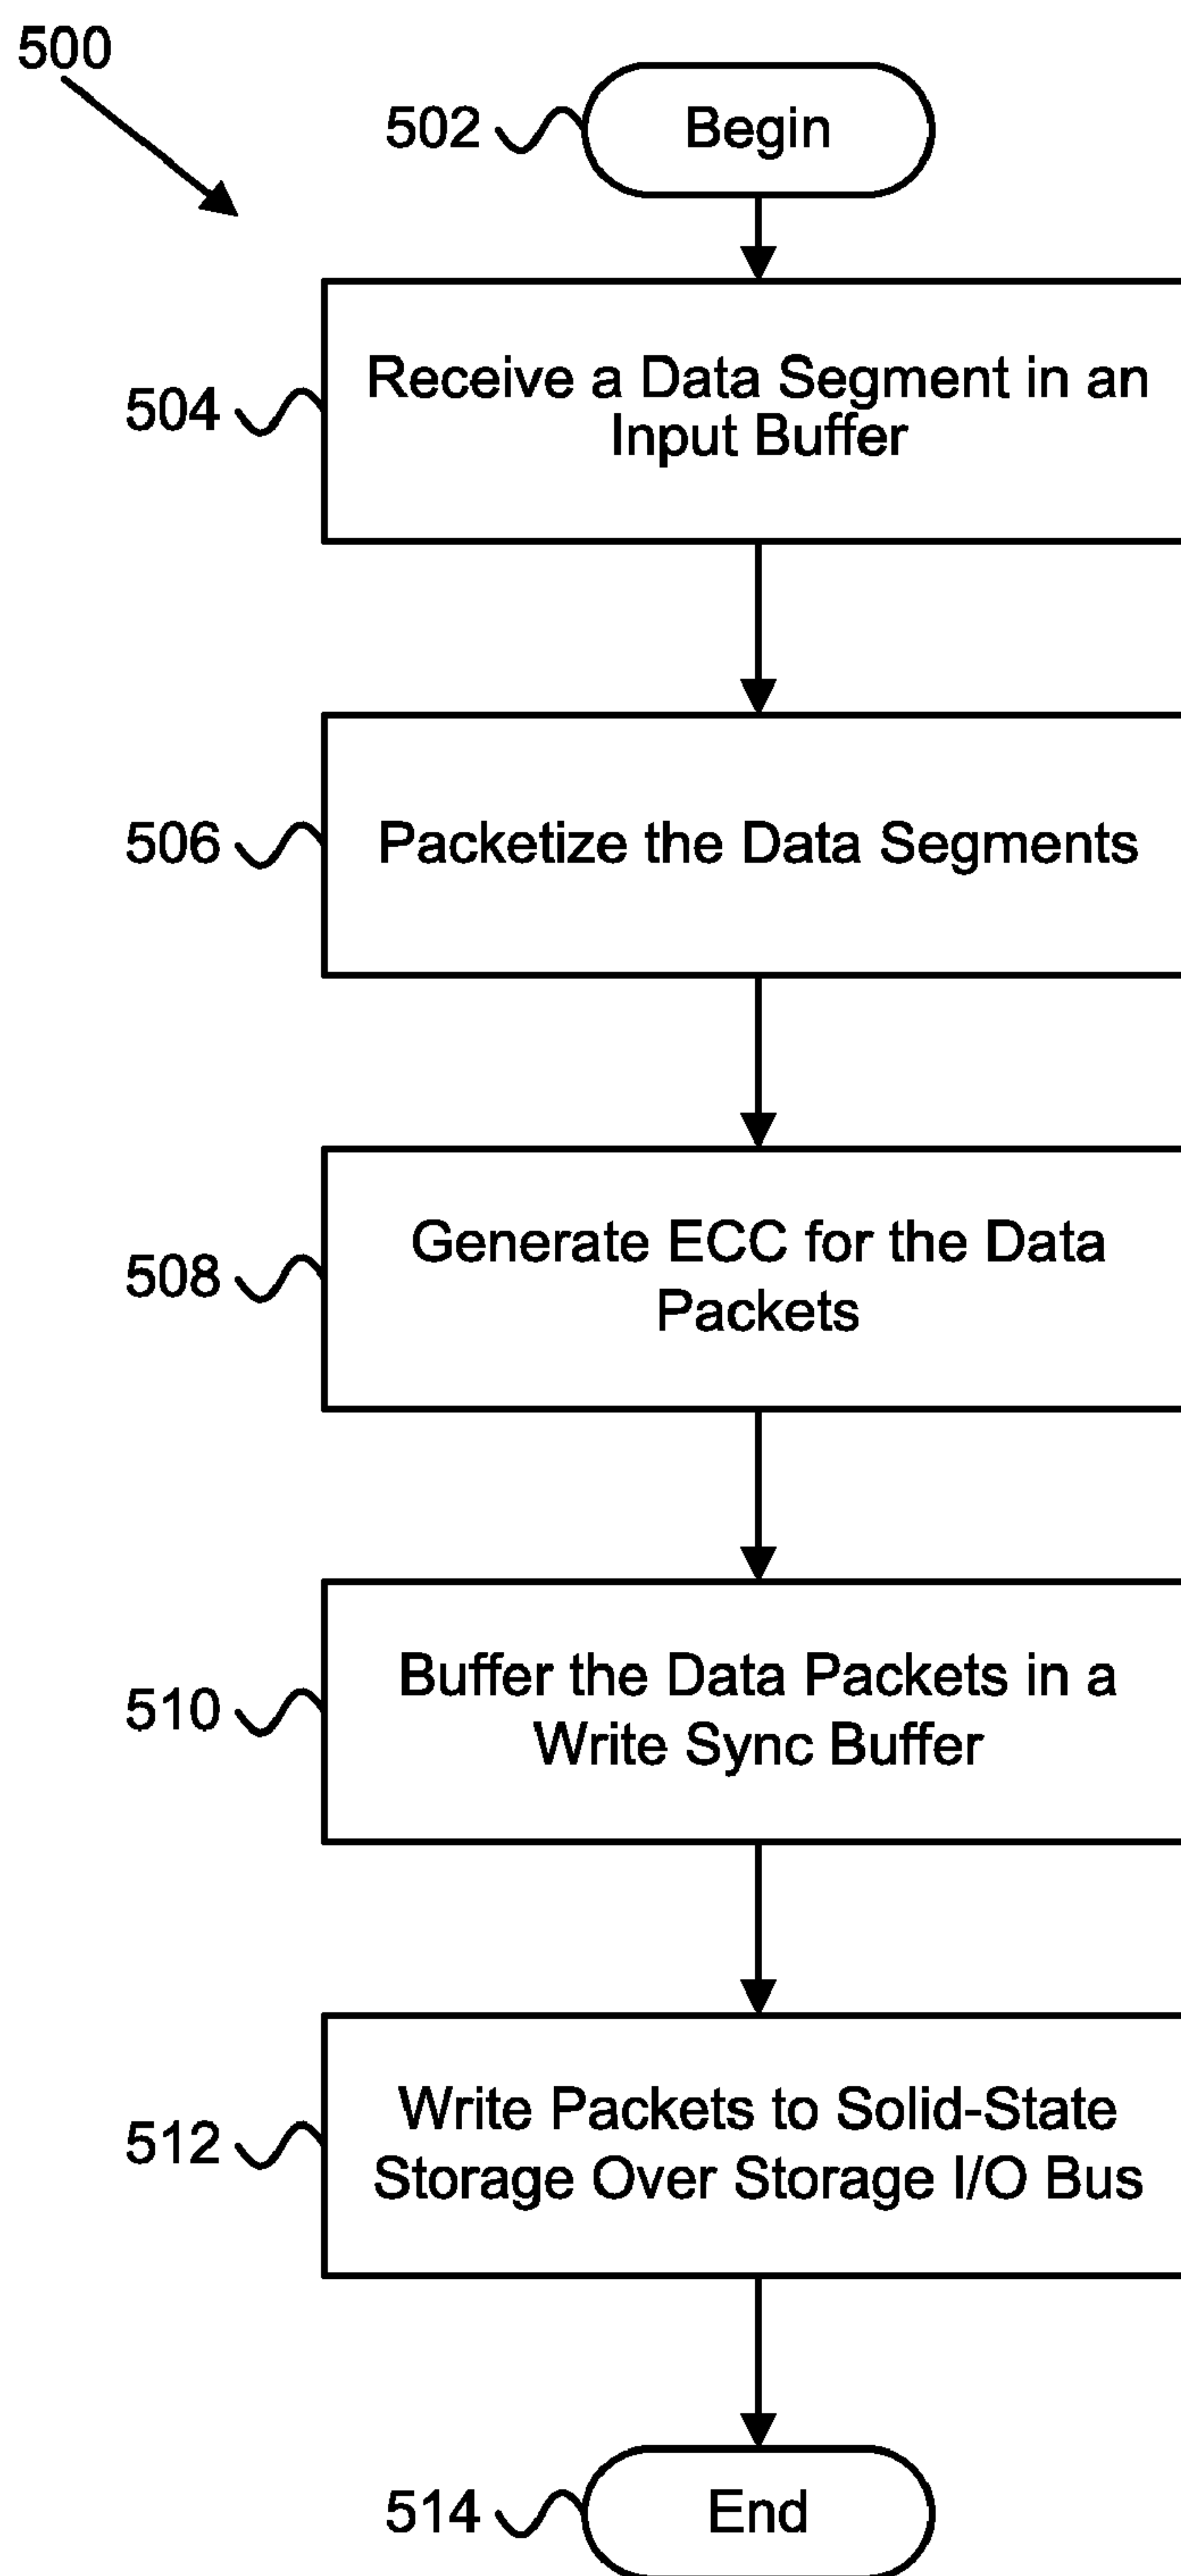 500
502
Begin
504
Receive a Data Segment in an
Input Buffer
506
Packetize the Data Segments
508
Generate ECC for the Data
Packets
510
Buffer the Data Packets in a
Write Sync Buffer
512
Write Packets to Solid-State
Storage Over Storage I/O Bus
514
End